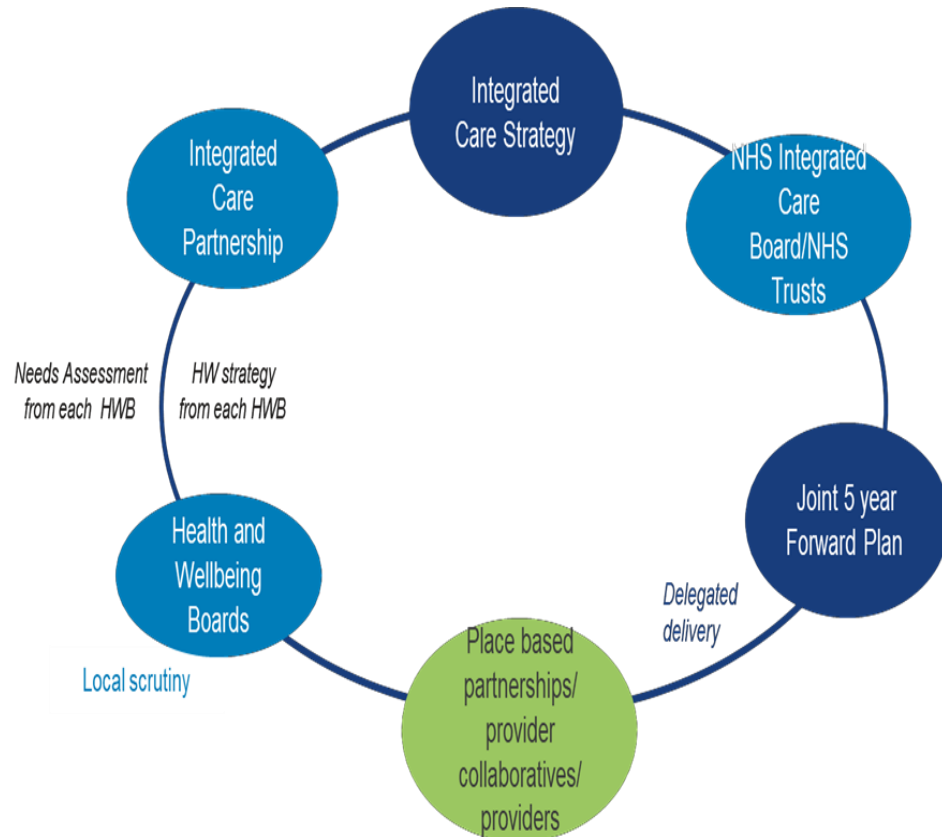 Integrated
Care Strategy
Integrated
Care
Partnership
NHS Integrated
Care
Board/NHS
Trusts
Needs Assessment
from each HWB
HW strategy
from each HWB
Joint 5 year
Forward Plan
Health and
Wellbeing
Boards
Delegated
delivery
Local scrutiny
Place based
partnerships/
provider
collaboratives/
providers